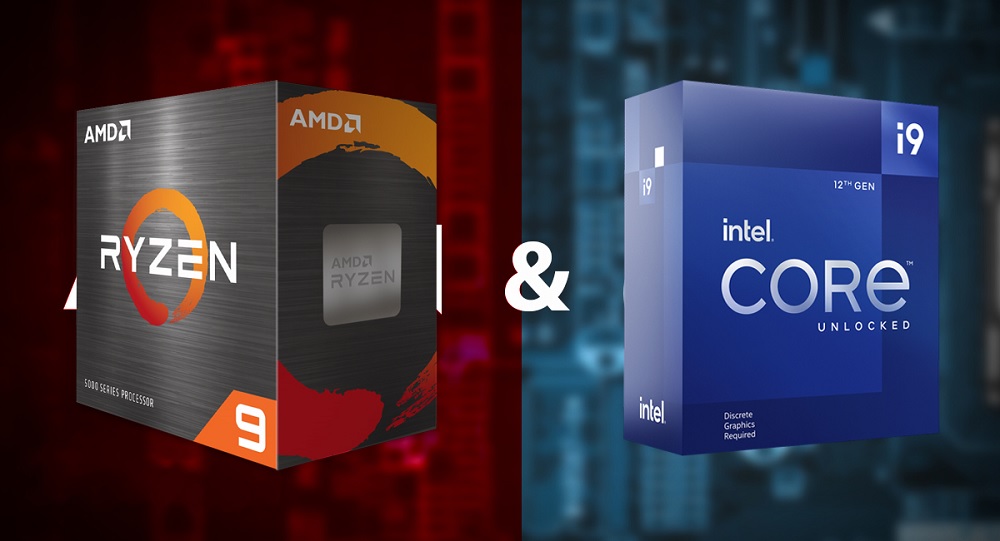 AMD
RYZEN
5000 SERIES PROCESSOR
9
AMD
AMD
RYZEN
&
i9
i9
12TH GEN
intel.
CORE™
UNLOCKED
intel.
Discrete
Graphics
Required